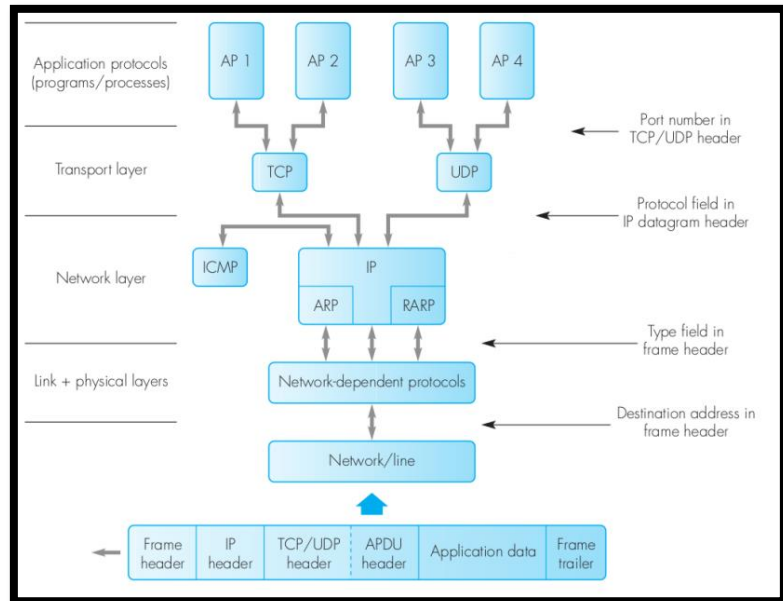 Application protocols
(programs/processes)
AP 1
AP 2
AP 3
AP 4
Port number in
TCP/UDP header
Transport layer
TCP
UDP
Protocol field in
IP datagram header
Network layer
ICMP
IP
ARP
RARP
Type field in
frame header
Link + physical layers
Network-dependent protocols
Destination address in
frame header
Network/line
Frame
header
IP
header
TCP/UDP
header
APDU
header
Application data
Frame
trailer